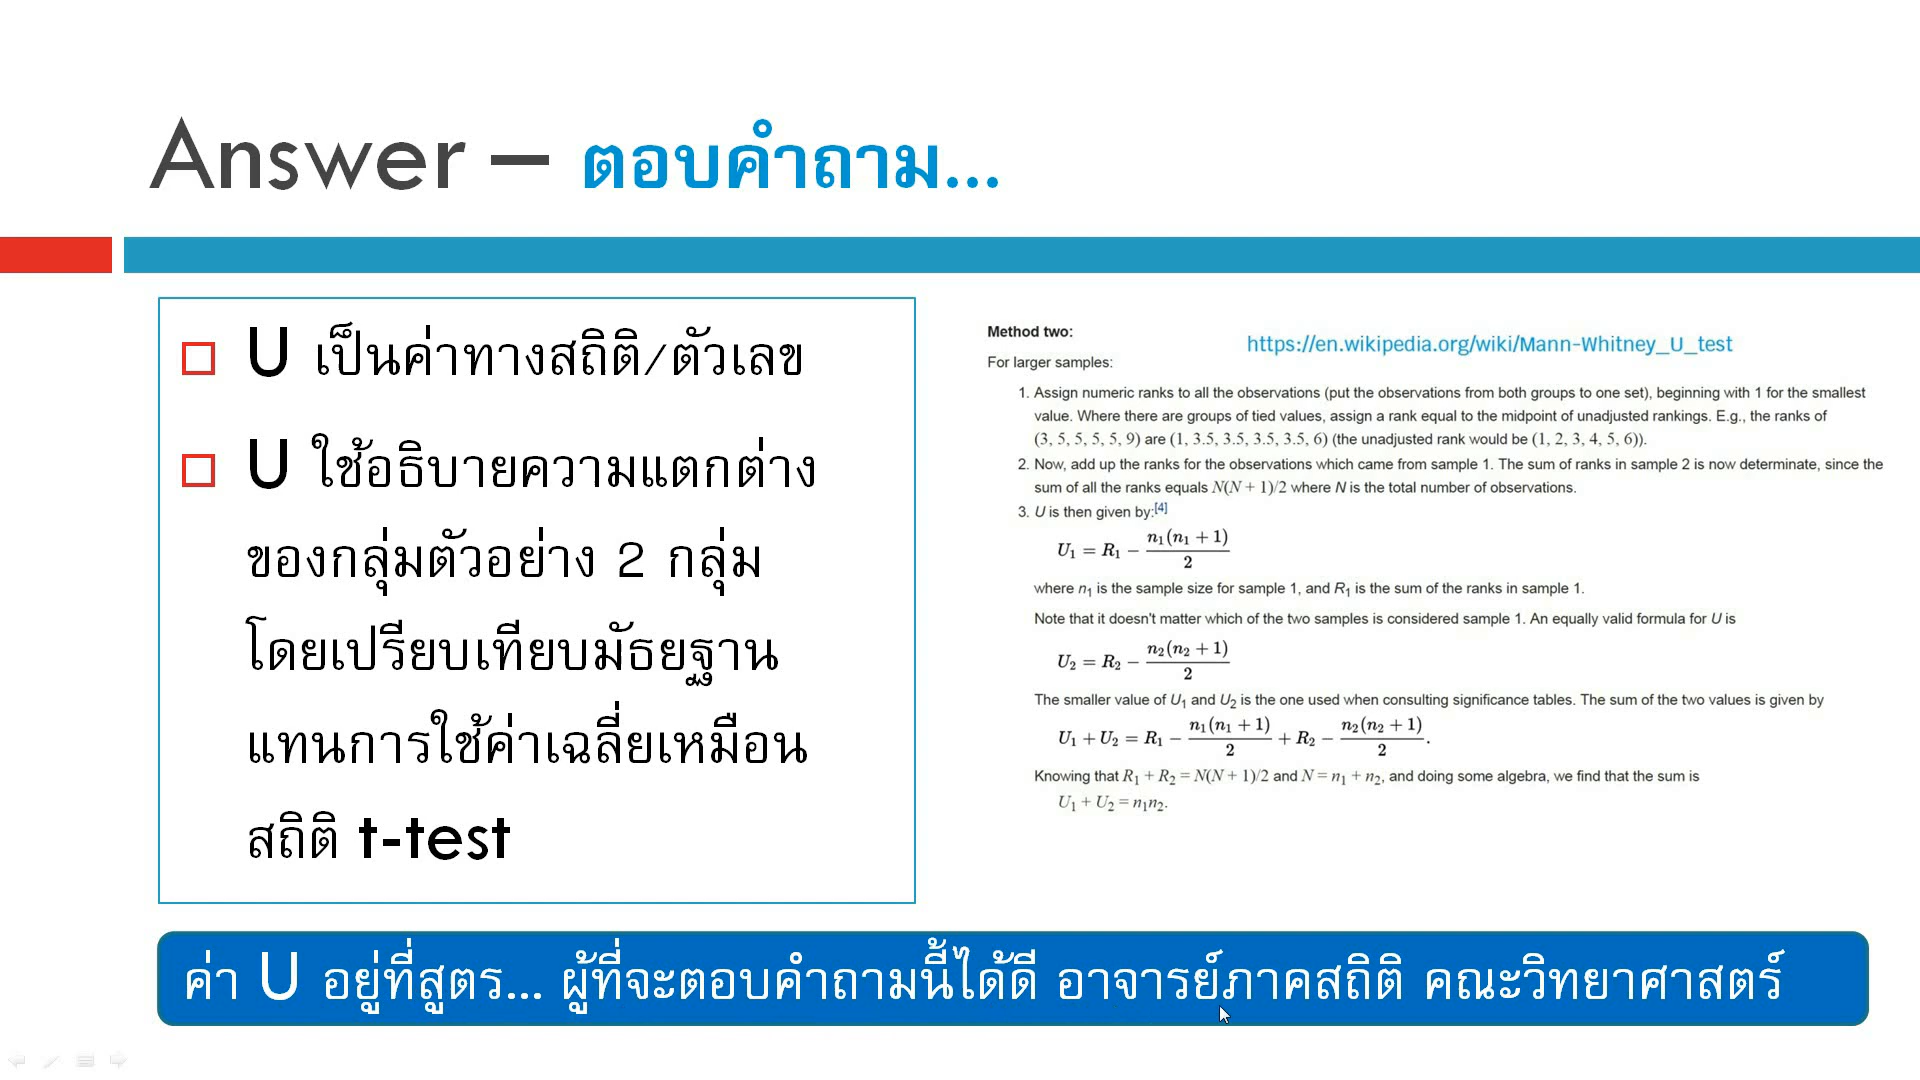 Answer – ตอบคำถาม...
U เป็นค่าทางสถิติ/ตัวเลข
U ใช้อธิบายความแตกต่าง
ของกลุ่มตัวอย่าง 2 กลุ่ม
โดยเปรียบเทียบมัธยฐาน
แทนการใช้ค่าเฉลี่ยเหมือน
สถิติ t-test
Method two:
https://en.wikipedia.org/wiki/Mann-Whitney_U_test
For larger samples:
1. Assign numeric ranks to all the observations (put the observations from both groups to one set), beginning with 1 for the smallest
value. Where there are groups of tied values, assign a rank equal to the midpoint of unadjusted rankings. E.g., the ranks of
(3, 5, 5, 5, 5, 9) are (1, 3.5, 3.5, 3.5, 3.5, 6) (the unadjusted rank would be (1, 2, 3, 4, 5, 6)).
2. Now, add up the ranks for the observations which came from sample 1. The sum of ranks in sample 2 is now determinate, since the
sum of all the ranks equals N(N + 1)/2 where N is the total number of observations.
3. U is then given by:[4]
U₁ = R₁ − n₁(n₁ + 1)/2
where n₁ is the sample size for sample 1, and R₁ is the sum of the ranks in sample 1.
Note that it doesn't matter which of the two samples is considered sample 1. An equally valid formula for U is
U₂ = R₂ − n₂(n₂ + 1)/2
The smaller value of U₁ and U₂ is the one used when consulting significance tables. The sum of the two values is given by
U₁ + U₂ = R₁ − n₁(n₁ + 1)/2 + R₂ − n₂(n₂ + 1)/2.
Knowing that R₁ + R₂ = N(N + 1)/2 and N = n₁ + n₂, and doing some algebra, we find that the sum is
U₁ + U₂ = n₁n₂.
ค่า U อยู่ที่สูตร... ผู้ที่จะตอบคำถามนี้ได้ดี อาจารย์ภาคสถิติ คณะวิทยาศาสตร์